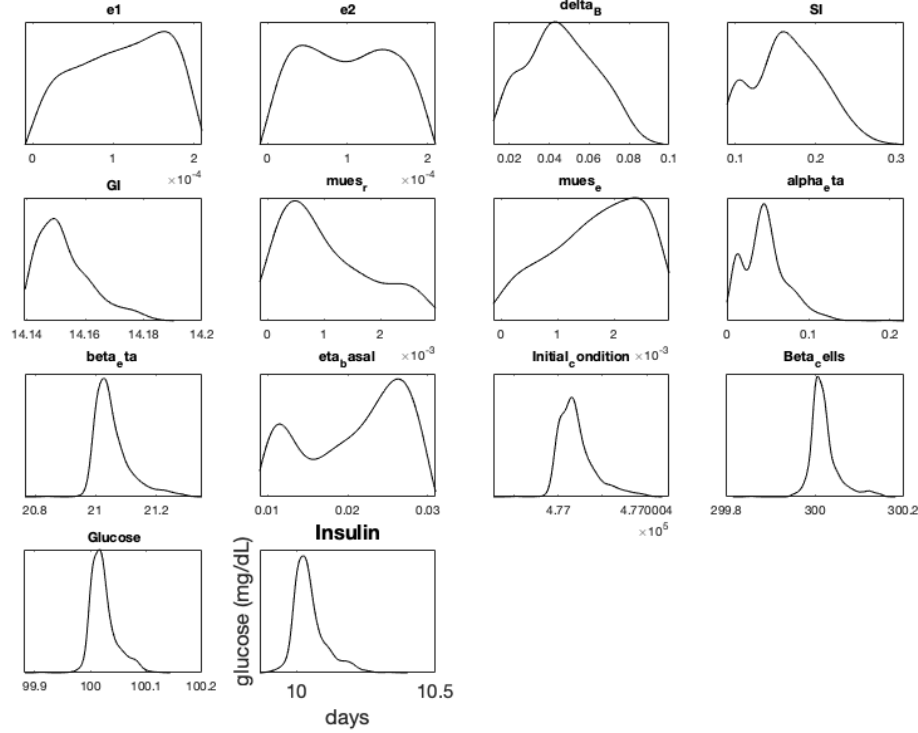 e1 e2 delta_B SI
0 1 2 0 1 2 0.02 0.04 0.06 0.08 0.1 0.1 0.2 0.3
×10⁻⁴ ×10⁻⁴
GI mues_r mues_e alpha_eta
14.14 14.16 14.18 14.2 0 1 2 0 1 2 0 0.1 0.2
×10⁻³ ×10⁻³
beta_eta eta_basal Initial_condition Beta_cells
20.8 21 21.2 0.01 0.02 0.03 4.77 4.770004 299.8 300 300.2
×10⁵
Glucose Insulin
glucose (mg/dL)
99.9 100 100.1 100.2 10 10.5
days